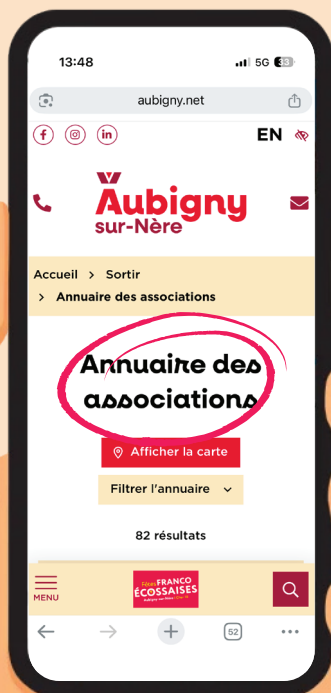 13:48
5G 33
aubigny.net
EN
Aubigny
sur-Nère
Accueil > Sortir
> Annuaire des associations
Annuaire des
associations
Afficher la carte
Filtrer l'annuaire
82 résultats
MENU
Fêtes FRANCO
ÉCOSSAISES
52